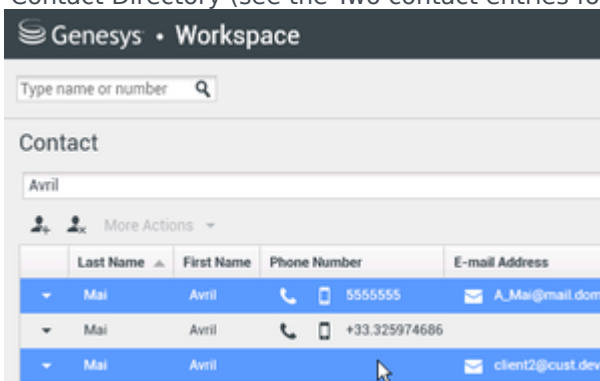 Contact Directory (see the Two contact entries fo
Genesys • Workspace
Type name or number
Contact
Avril
More Actions
Last Name First Name Phone Number E-mail Address
Mai Avril 5555555 A_Mai@mail.dom
Mai Avril +33.325974686
Mai Avril client2@cust.dev